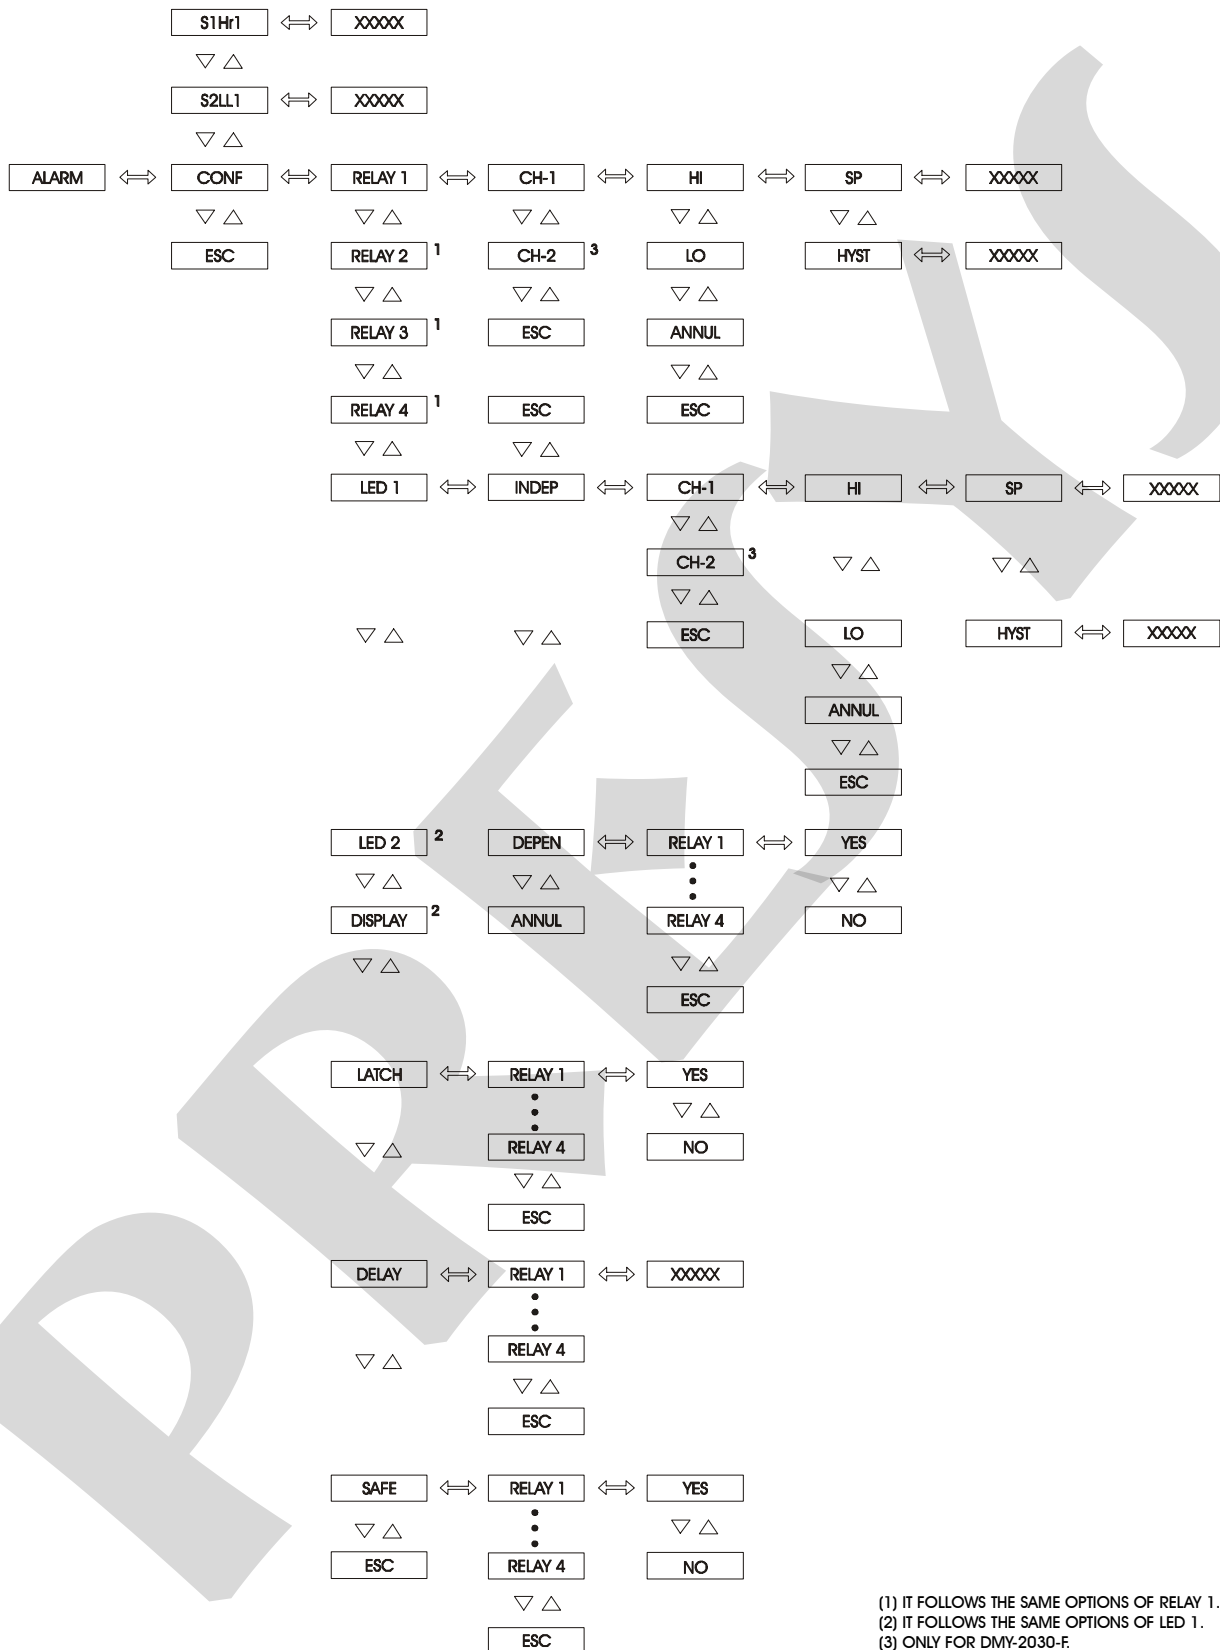 S1Hr1 XXXXX
S2LL1 XXXXX
ALARM CONF RELAY 1 CH-1 HI SP XXXXX
ESC RELAY 2 1 CH-2 3 LO HYST XXXXX
RELAY 3 1 ESC ANNUL
RELAY 4 1 ESC ESC
LED 1 INDEP CH-1 HI SP XXXXX
CH-2 3
ESC LO HYST XXXXX
ANNUL
ESC
LED 2 2 DEPEN RELAY 1 YES
DISPLAY 2 ANNUL RELAY 4 NO
ESC
LATCH RELAY 1 YES
RELAY 4 NO
ESC
DELAY RELAY 1 XXXXX
RELAY 4
ESC
SAFE RELAY 1 YES
ESC RELAY 4 NO
ESC
(1) IT FOLLOWS THE SAME OPTIONS OF RELAY 1.
(2) IT FOLLOWS THE SAME OPTIONS OF LED 1.
(3) ONLY FOR DMY-2030-F.
PRESYS